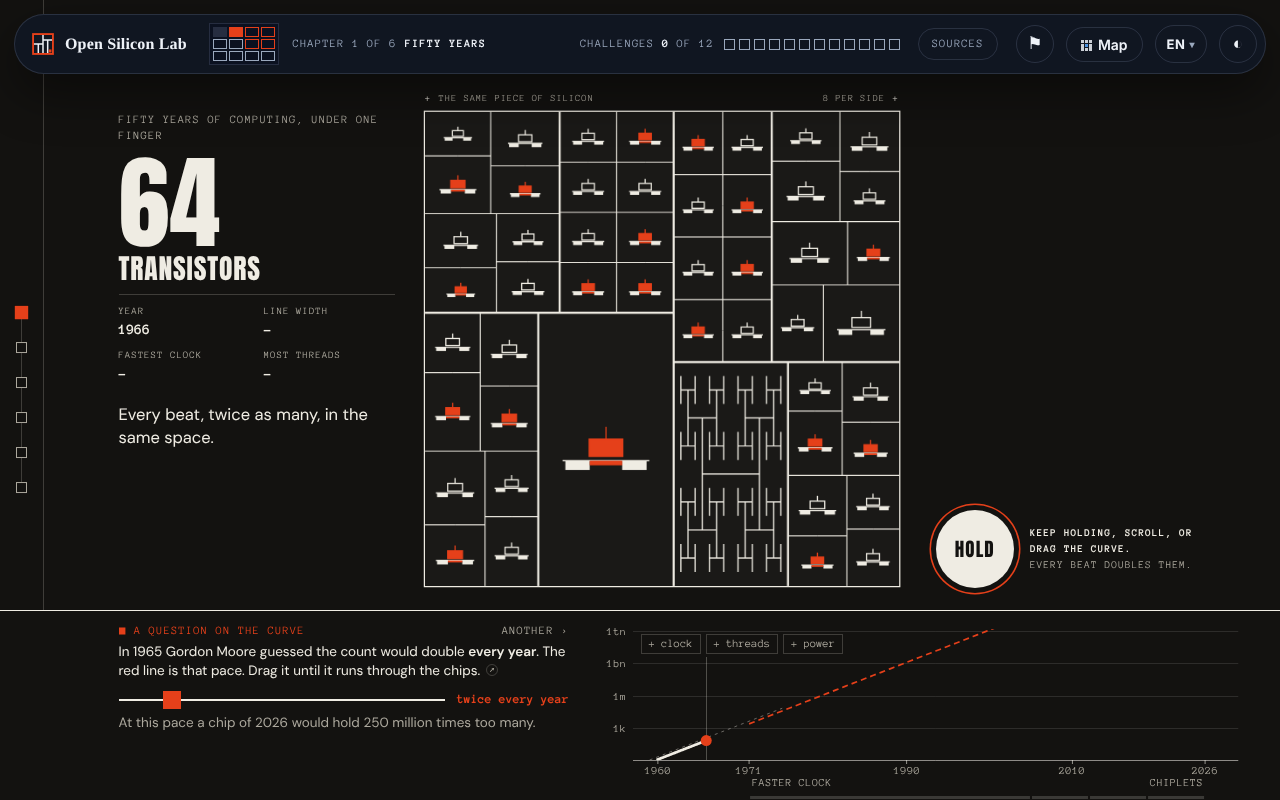 Open Silicon Lab
CHAPTER 1 OF 6 FIFTY YEARS
CHALLENGES 0 OF 12
SOURCES
Map
EN ▾
+ THE SAME PIECE OF SILICON
8 PER SIDE +
FIFTY YEARS OF COMPUTING, UNDER ONE
FINGER
64
TRANSISTORS
YEAR
LINE WIDTH
1966
–
FASTEST CLOCK
MOST THREADS
–
–
Every beat, twice as many, in the
same space.
HOLD
KEEP HOLDING, SCROLL, OR
DRAG THE CURVE.
EVERY BEAT DOUBLES THEM.
A QUESTION ON THE CURVE
ANOTHER ›
In 1965 Gordon Moore guessed the count would double every year. The
red line is that pace. Drag it until it runs through the chips.
twice every year
At this pace a chip of 2026 would hold 250 million times too many.
+ clock
+ threads
+ power
1tn
1bn
1m
1k
1960
1971
1990
2010
2026
FASTER CLOCK
CHIPLETS